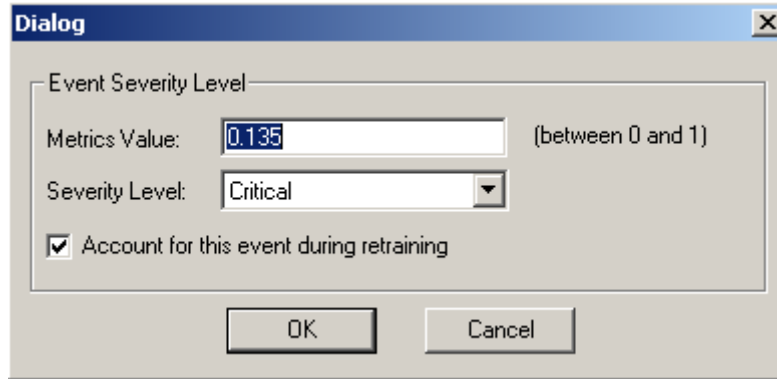 Dialog
Event Severity Level
Metrics Value: 0.135 (between 0 and 1)
Severity Level: Critical
Account for this event during retraining
OK Cancel